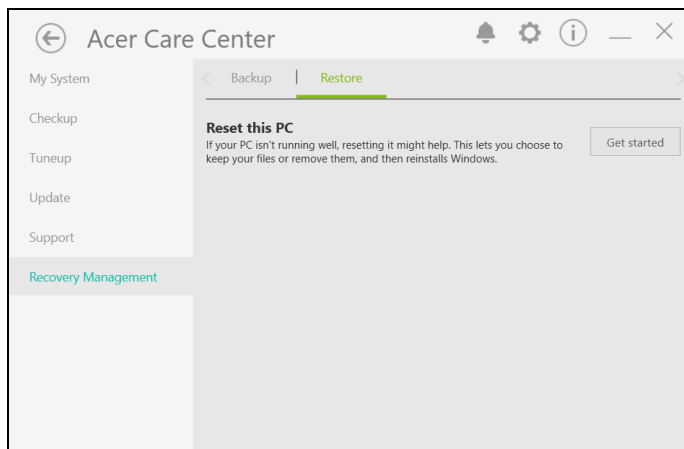 Acer Care Center
My System
Checkup
Tuneup
Update
Support
Recovery Management
Backup | Restore
Reset this PC
If your PC isn't running well, resetting it might help. This lets you choose to
keep your files or remove them, and then reinstalls Windows.
Get started